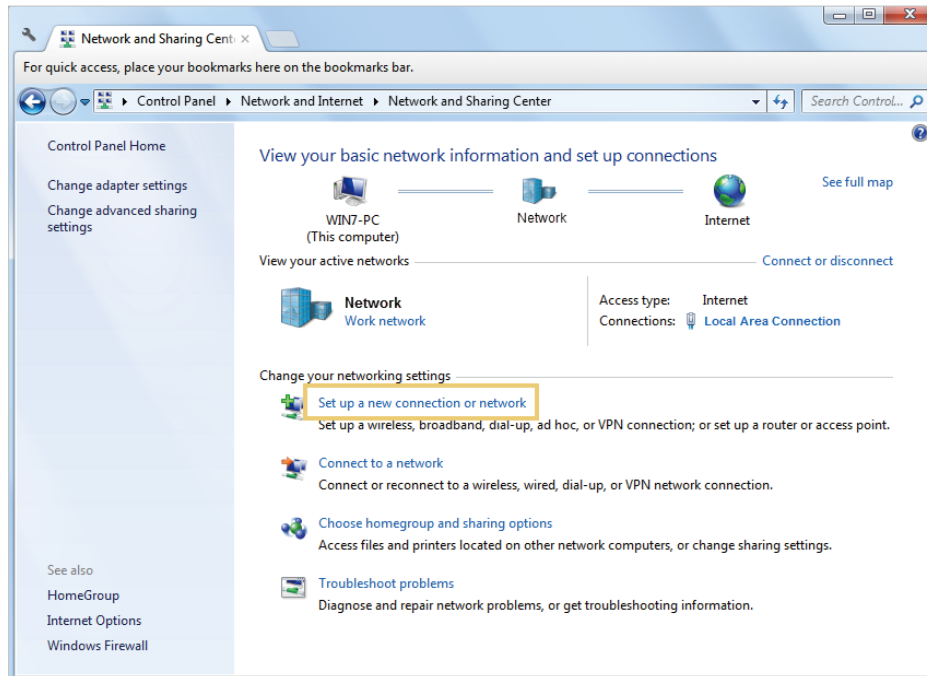 Network and Sharing Cent
For quick access, place your bookmarks here on the bookmarks bar.
Control Panel Network and Internet Network and Sharing Center
Search Control...
Control Panel Home
Change adapter settings
Change advanced sharing
settings
See also
HomeGroup
Internet Options
Windows Firewall
View your basic network information and set up connections
See full map
WIN7-PC
(This computer)
Network
Internet
View your active networks
Connect or disconnect
Network
Work network
Access type: Internet
Connections: Local Area Connection
Change your networking settings
Set up a new connection or network
Set up a wireless, broadband, dial-up, ad hoc, or VPN connection; or set up a router or access point.
Connect to a network
Connect or reconnect to a wireless, wired, dial-up, or VPN network connection.
Choose homegroup and sharing options
Access files and printers located on other network computers, or change sharing settings.
Troubleshoot problems
Diagnose and repair network problems, or get troubleshooting information.